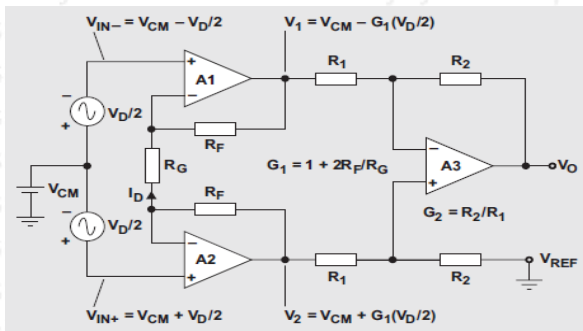 V_IN− = V_CM − V_D/2
V_1 = V_CM − G_1(V_D/2)
R_1
R_2
+
A1
−
−
V_D/2
+
R_F
R_G
G_1 = 1 + 2R_F/R_G
−
A3
+
V_O
V_CM
I_D
R_F
G_2 = R_2/R_1
−
V_D/2
+
−
A2
+
R_1
R_2
V_REF
V_IN+ = V_CM + V_D/2
V_2 = V_CM + G_1(V_D/2)